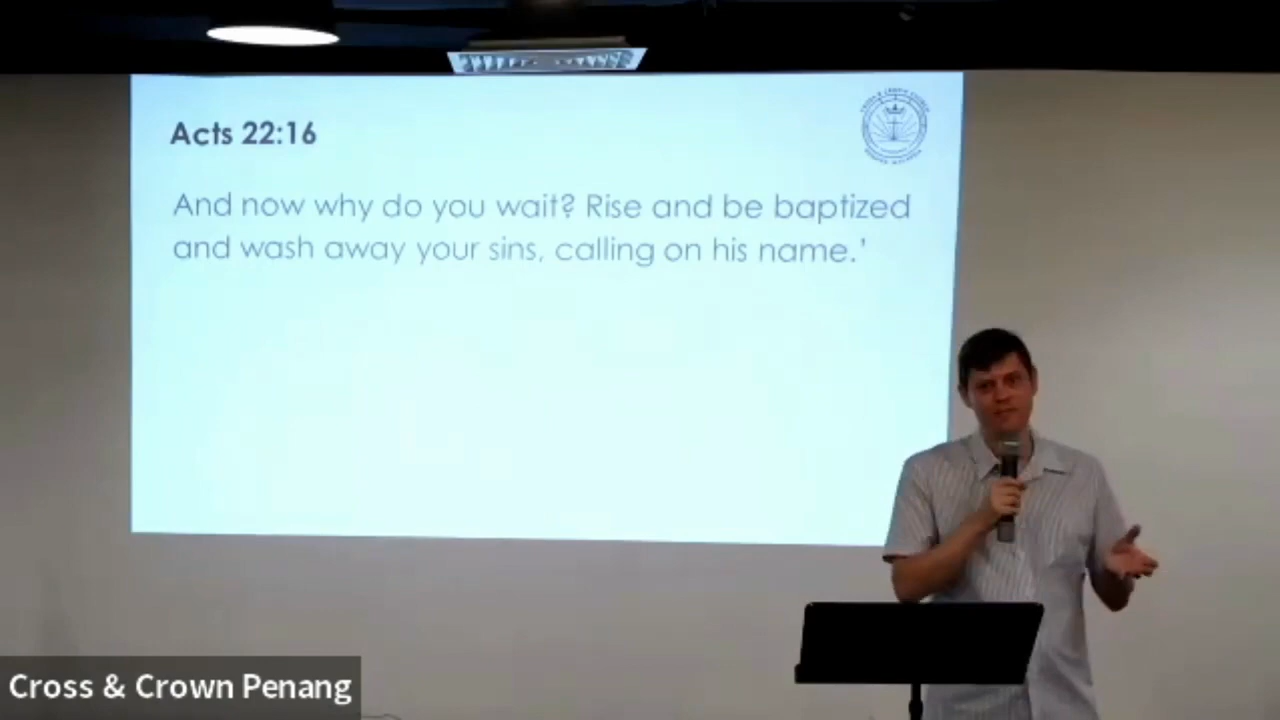 Acts 22:16
And now why do you wait? Rise and be baptized
and wash away your sins, calling on his name.'
Cross & Crown Penang